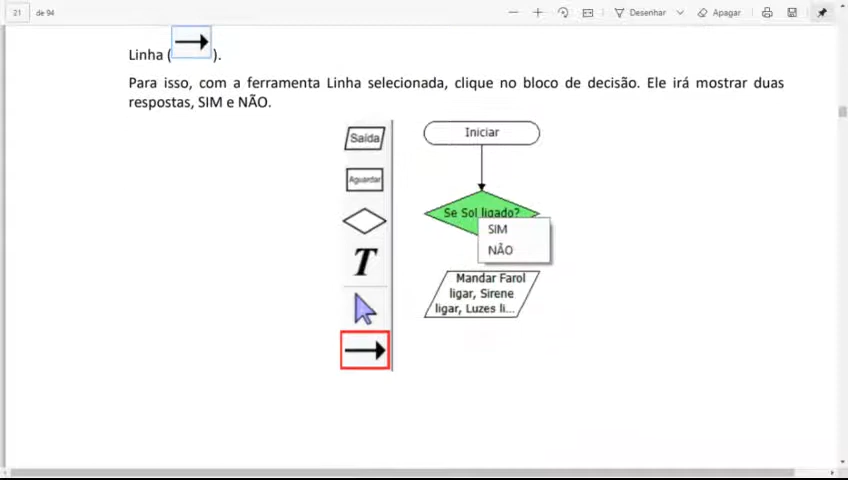 21 de 94 Desenhar Apagar
Linha ( ).
Para isso, com a ferramenta Linha selecionada, clique no bloco de decisão. Ele irá mostrar duas
respostas, SIM e NÃO.
Saída
Aguardar
T
Iniciar
Se Sol ligado?
SIM
NÃO
Mandar Farol
ligar, Sirene
ligar, Luzes li...